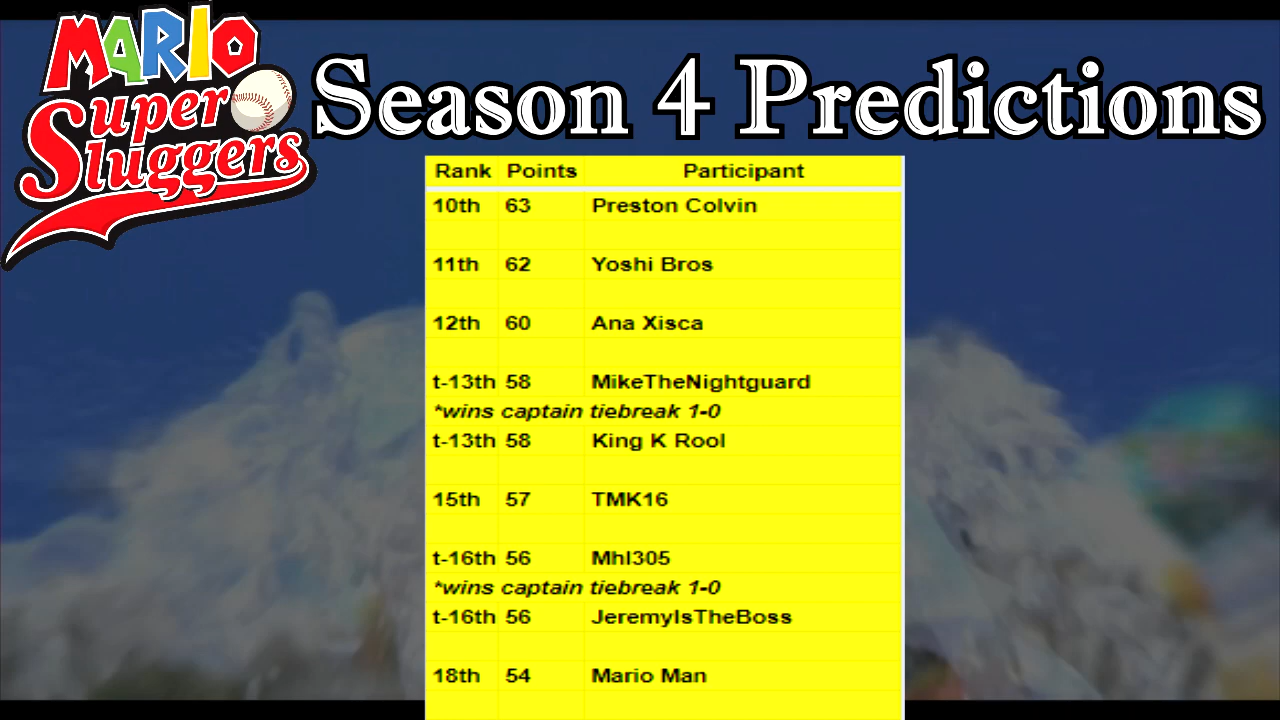 MARIO
Super
Sluggers
Season 4 Predictions
Rank Points Participant
10th 63 Preston Colvin
11th 62 Yoshi Bros
12th 60 Ana Xisca
t-13th 58 MikeTheNightguard
*wins captain tiebreak 1-0
t-13th 58 King K Rool
15th 57 TMK16
t-16th 56 Mhl305
*wins captain tiebreak 1-0
t-16th 56 JeremyIsTheBoss
18th 54 Mario Man